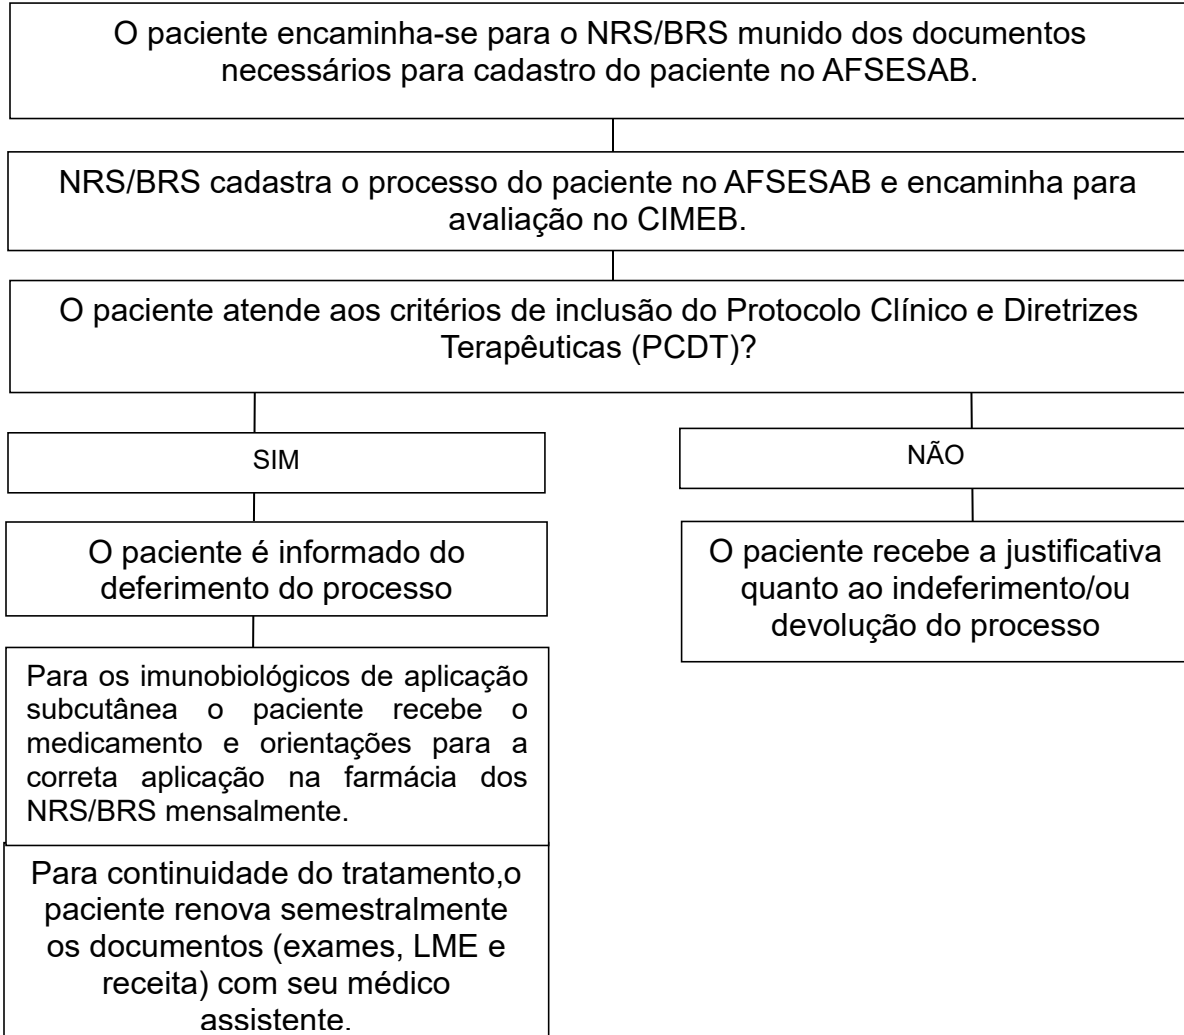 O paciente encaminha-se para o NRS/BRS munido dos documentos
necessários para cadastro do paciente no AFSESAB.
NRS/BRS cadastra o processo do paciente no AFSESAB e encaminha para
avaliação no CIMEB.
O paciente atende aos critérios de inclusão do Protocolo Clínico e Diretrizes
Terapêuticas (PCDT)?
SIM
NÃO
O paciente é informado do
deferimento do processo
O paciente recebe a justificativa
quanto ao indeferimento/ou
devolução do processo
Para os imunobiológicos de aplicação
subcutânea o paciente recebe o
medicamento e orientações para a
correta aplicação na farmácia dos
NRS/BRS mensalmente.
Para continuidade do tratamento,o
paciente renova semestralmente
os documentos (exames, LME e
receita) com seu médico
assistente.